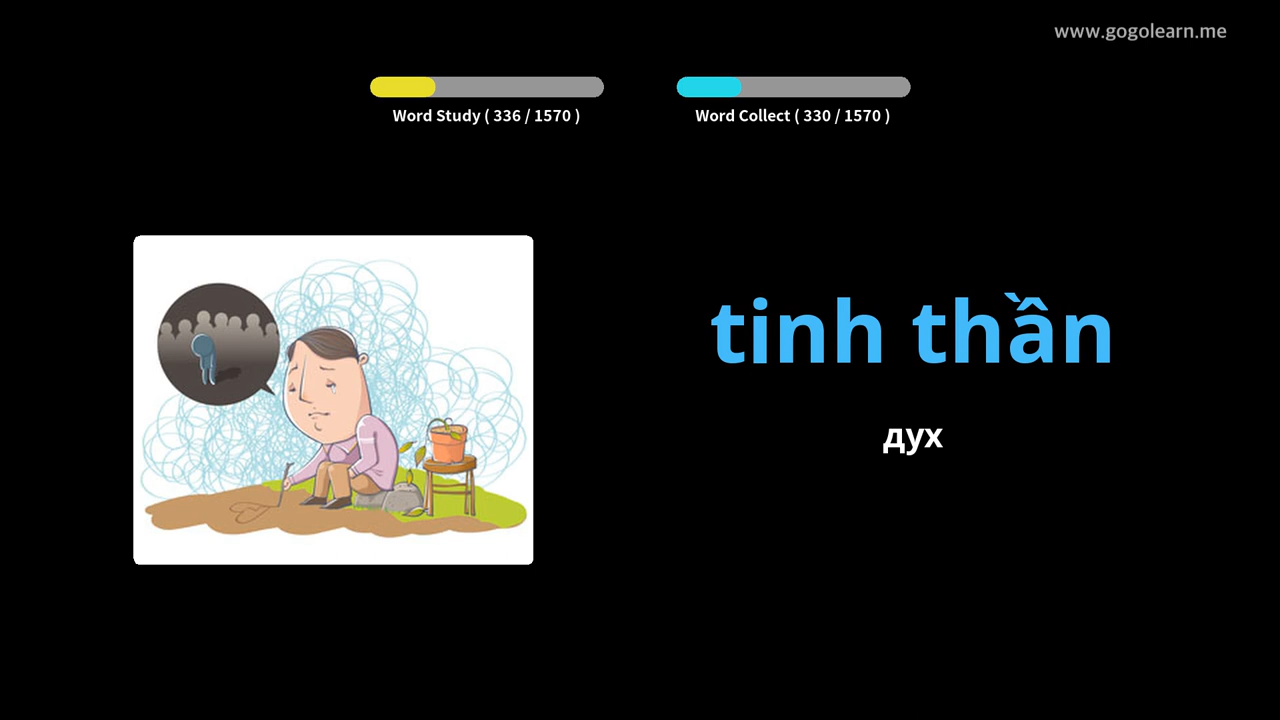 www.gogolearn.me
Word Study ( 336 / 1570 )
Word Collect ( 330 / 1570 )
tinh thần
дух